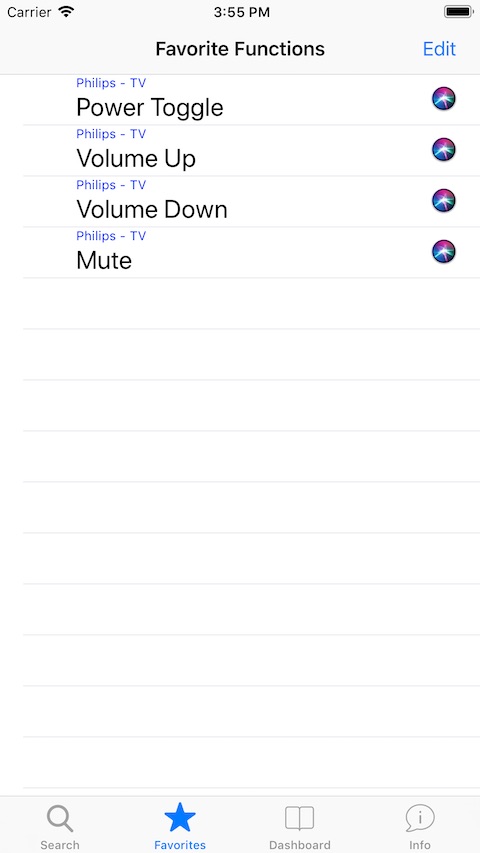 Carrier 3:55 PM
Favorite Functions Edit
Philips - TV
Power Toggle
Philips - TV
Volume Up
Philips - TV
Volume Down
Philips - TV
Mute
Search Favorites Dashboard Info